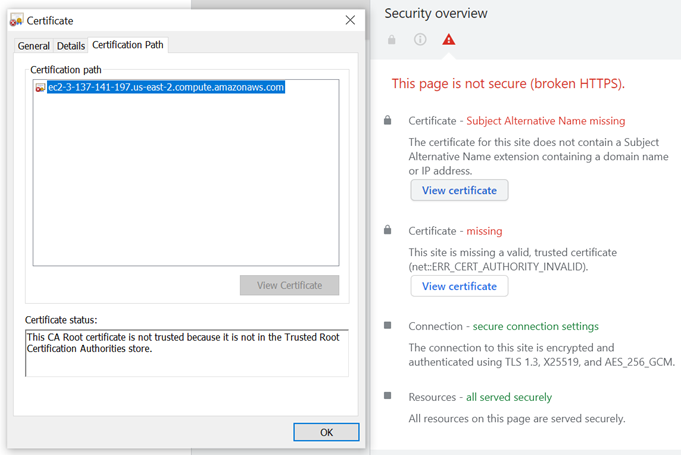 Certificate
General
Details
Certification Path
Certification path
ec2-3-137-141-197.us-east-2.compute.amazonaws.com
View Certificate
Certificate status:
This CA Root certificate is not trusted because it is not in the Trusted Root
Certification Authorities store.
OK
Security overview
This page is not secure (broken HTTPS).
Certificate - Subject Alternative Name missing
The certificate for this site does not contain a Subject
Alternative Name extension containing a domain name
or IP address.
View certificate
Certificate - missing
This site is missing a valid, trusted certificate
(net::ERR_CERT_AUTHORITY_INVALID).
View certificate
Connection - secure connection settings
The connection to this site is encrypted and
authenticated using TLS 1.3, X25519, and AES_256_GCM.
Resources - all served securely
All resources on this page are served securely.